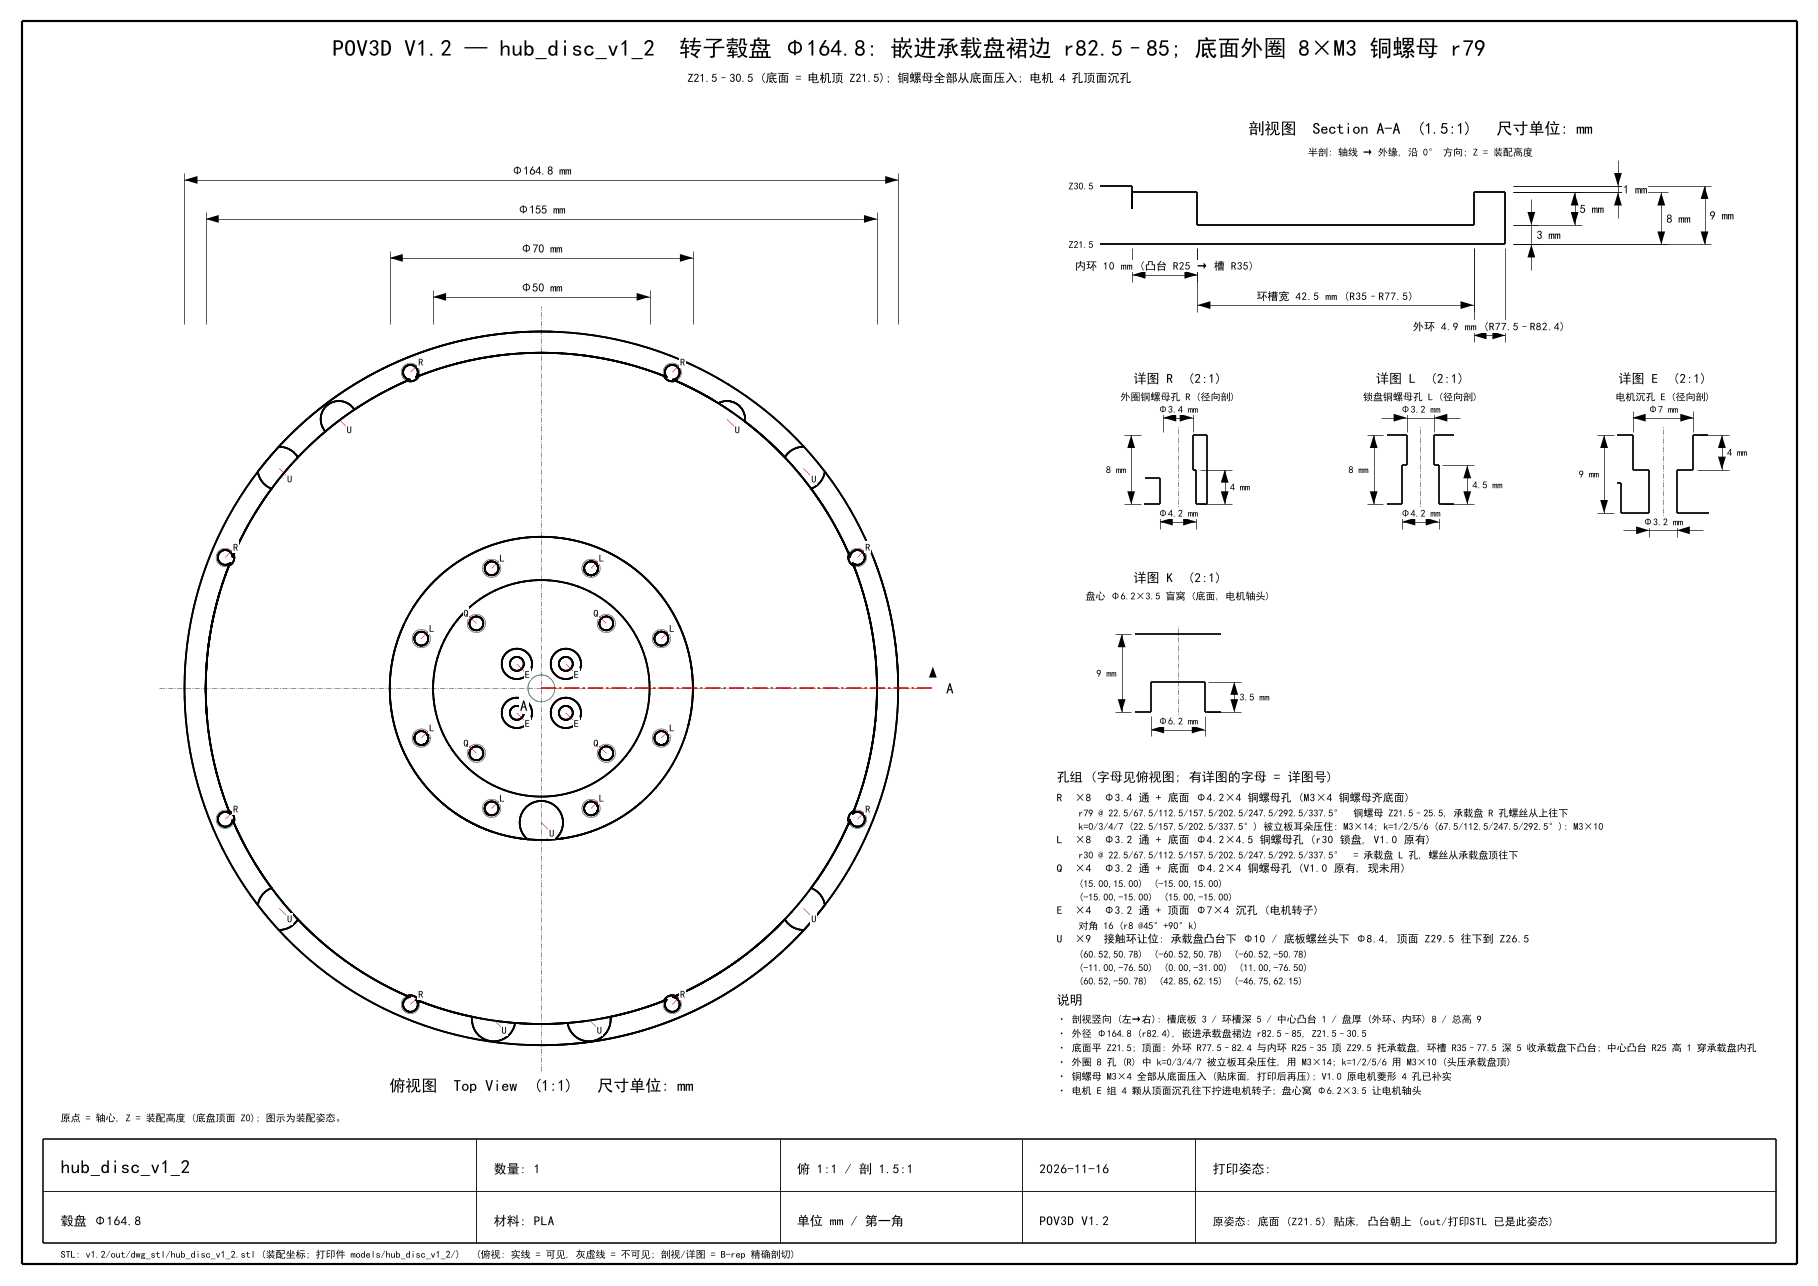 POV3D V1.2 — hub_disc_v1_2  转子毂盘 Φ164.8: 嵌进承载盘裙边 r82.5–85; 底面外圈 8×M3 铜螺母 r79
Z21.5–30.5 (底面 = 电机顶 Z21.5); 铜螺母全部从底面压入; 电机 4 孔顶面沉孔
剖视图  Section A-A  (1.5:1)  尺寸单位: mm
半剖: 轴线 → 外缘, 沿 0° 方向; Z = 装配高度
Φ164.8 mm
Φ155 mm
Φ70 mm
Φ50 mm
Z30.5
Z21.5
1 mm
5 mm
3 mm
8 mm
9 mm
内环 10 mm (凸台 R25 → 槽 R35)
环槽宽 42.5 mm (R35–R77.5)
外环 4.9 mm (R77.5–R82.4)
详图 R  (2:1)
外圈铜螺母孔 R (径向剖)
Φ3.4 mm
8 mm
4 mm
Φ4.2 mm
详图 L  (2:1)
锁盘铜螺母孔 L (径向剖)
Φ3.2 mm
8 mm
4.5 mm
Φ4.2 mm
详图 E  (2:1)
电机沉孔 E (径向剖)
Φ7 mm
9 mm
4 mm
Φ3.2 mm
详图 K  (2:1)
盘心 Φ6.2×3.5 盲窝 (底面, 电机轴头)
9 mm
3.5 mm
Φ6.2 mm
R
R
U
U
U
U
R
R
L
L
Q
Q
L
L
E
E
A
A
E
E
L
L
Q
Q
L
L
R
R
U
U
U
R
R
U
U
俯视图  Top View  (1:1)  尺寸单位: mm
孔组 (字母见俯视图; 有详图的字母 = 详图号)
R  ×8  Φ3.4 通 + 底面 Φ4.2×4 铜螺母孔 (M3×4 铜螺母齐底面)
r79 @ 22.5/67.5/112.5/157.5/202.5/247.5/292.5/337.5°  铜螺母 Z21.5–25.5, 承载盘 R 孔螺丝从上往下
k=0/3/4/7 (22.5/157.5/202.5/337.5°) 被立板耳朵压住: M3×14; k=1/2/5/6 (67.5/112.5/247.5/292.5°): M3×10
L  ×8  Φ3.2 通 + 底面 Φ4.2×4.5 铜螺母孔 (r30 锁盘, V1.0 原有)
r30 @ 22.5/67.5/112.5/157.5/202.5/247.5/292.5/337.5°  = 承载盘 L 孔, 螺丝从承载盘顶往下
Q  ×4  Φ3.2 通 + 底面 Φ4.2×4 铜螺母孔 (V1.0 原有, 现未用)
(15.00,15.00)  (-15.00,15.00)
(-15.00,-15.00)  (15.00,-15.00)
E  ×4  Φ3.2 通 + 顶面 Φ7×4 沉孔 (电机转子)
对角 16 (r8 @45°+90°k)
U  ×9  接触环让位: 承载盘凸台下 Φ10 / 底板螺丝头下 Φ8.4, 顶面 Z29.5 往下到 Z26.5
(60.52,50.78)  (-60.52,50.78)  (-60.52,-50.78)
(-11.00,-76.50)  (0.00,-31.00)  (11.00,-76.50)
(60.52,-50.78)  (42.85,62.15)  (-46.75,62.15)
说明
· 剖视竖向 (左→右): 槽底板 3 / 环槽深 5 / 中心凸台 1 / 盘厚 (外环、内环) 8 / 总高 9
· 外径 Φ164.8 (r82.4), 嵌进承载盘裙边 r82.5–85, Z21.5–30.5
· 底面平 Z21.5; 顶面: 外环 R77.5–82.4 与内环 R25–35 顶 Z29.5 托承载盘, 环槽 R35–77.5 深 5 收承载盘下凸台; 中心凸台 R25 高 1 穿承载盘内孔
· 外圈 8 孔 (R) 中 k=0/3/4/7 被立板耳朵压住, 用 M3×14; k=1/2/5/6 用 M3×10 (头压承载盘顶)
· 铜螺母 M3×4 全部从底面压入 (贴床面, 打印后再压); V1.0 原电机菱形 4 孔已补实
· 电机 E 组 4 颗从顶面沉孔往下拧进电机转子; 盘心窝 Φ6.2×3.5 让电机轴头
原点 = 轴心, Z = 装配高度 (底盘顶面 Z0); 图示为装配姿态。
hub_disc_v1_2
数量: 1
俯 1:1 / 剖 1.5:1
2026-11-16
打印姿态:
毂盘 Φ164.8
材料: PLA
单位 mm / 第一角
POV3D V1.2
原姿态: 底面 (Z21.5) 贴床, 凸台朝上 (out/打印STL 已是此姿态)
STL: v1.2/out/dwg_stl/hub_disc_v1_2.stl (装配坐标; 打印件 models/hub_disc_v1_2/)  (俯视: 实线 = 可见, 灰虚线 = 不可见; 剖视/详图 = B-rep 精确剖切)